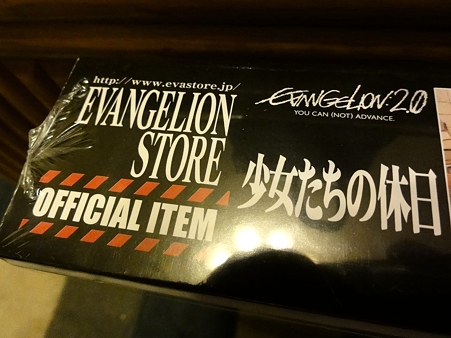 http://www.evastore.jp/
EVANGELION
STORE
OFFICIAL ITEM
EVANGELION:2.0
YOU CAN (NOT) ADVANCE.
少女たちの休日